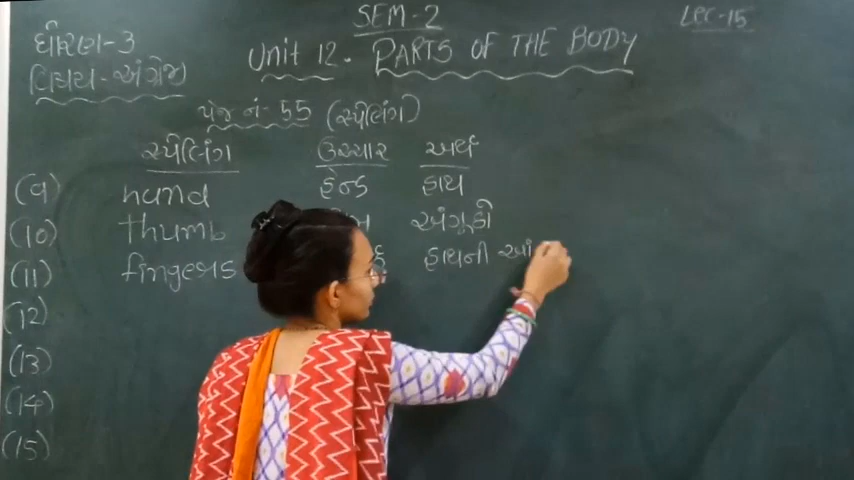 SEM-2
Lec-15
ધોરણ-3
Unit 12. PARTS OF THE BODY
વિષય-અંગ્રેજી
પેજ નં-55 (સ્પેલિંગ)
સ્પેલિંગ ઉચ્ચાર અર્થ
(9) hand હેન્ડ હાથ
(10) thumb અંગૂઠો
(11) fingers હાથની આં
(12)
(13)
(14)
(15)